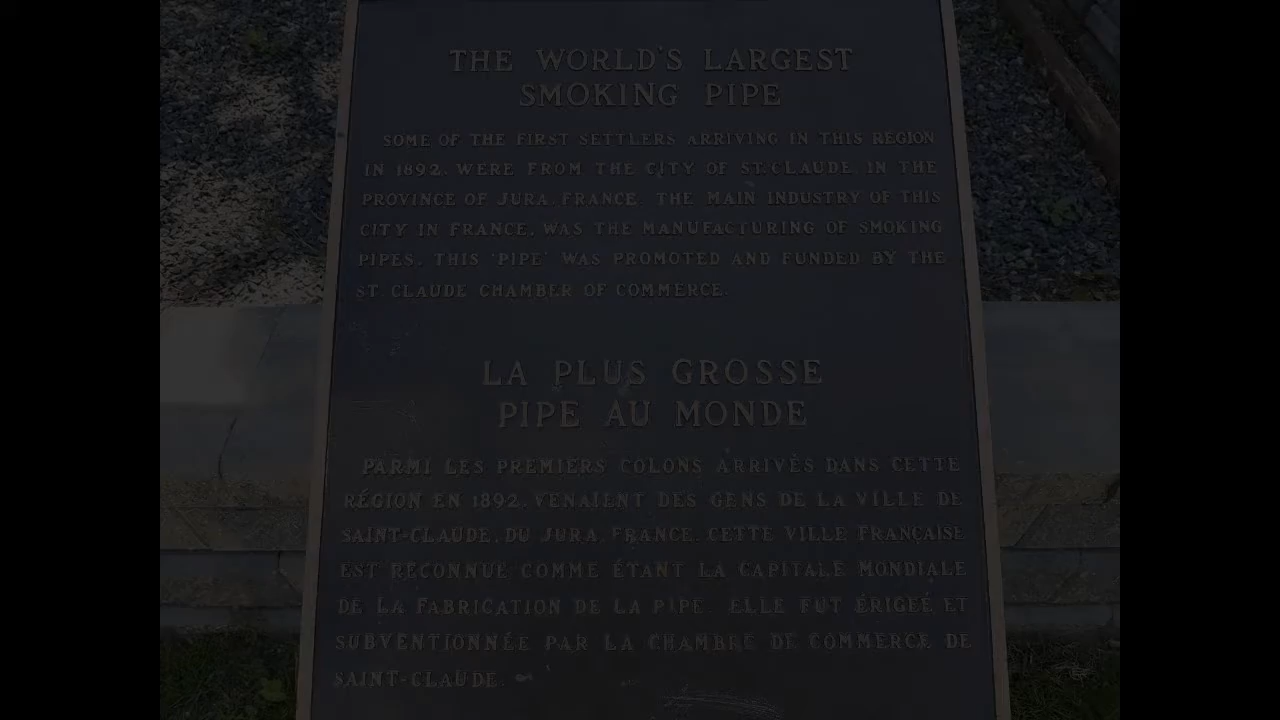 THE WORLD'S LARGEST
SMOKING PIPE
SOME OF THE FIRST SETTLERS ARRIVING IN THIS REGION
IN 1892, WERE FROM THE CITY OF ST. CLAUDE, IN THE
PROVINCE OF JURA, FRANCE. THE MAIN INDUSTRY OF THIS
CITY IN FRANCE, WAS THE MANUFACTURING OF SMOKING
PIPES. THIS 'PIPE' WAS PROMOTED AND FUNDED BY THE
ST. CLAUDE CHAMBER OF COMMERCE.
LA PLUS GROSSE
PIPE AU MONDE
PARMI LES PREMIERS COLONS ARRIVÉS DANS CETTE
RÉGION EN 1892, VENAIENT DES GENS DE LA VILLE DE
SAINT-CLAUDE, DU JURA, FRANCE. CETTE VILLE FRANÇAISE
EST RECONNUE COMME ÉTANT LA CAPITALE MONDIALE
DE LA FABRICATION DE LA PIPE. ELLE FUT ÉRIGÉE ET
SUBVENTIONNÉE PAR LA CHAMBRE DE COMMERCE DE
SAINT-CLAUDE.